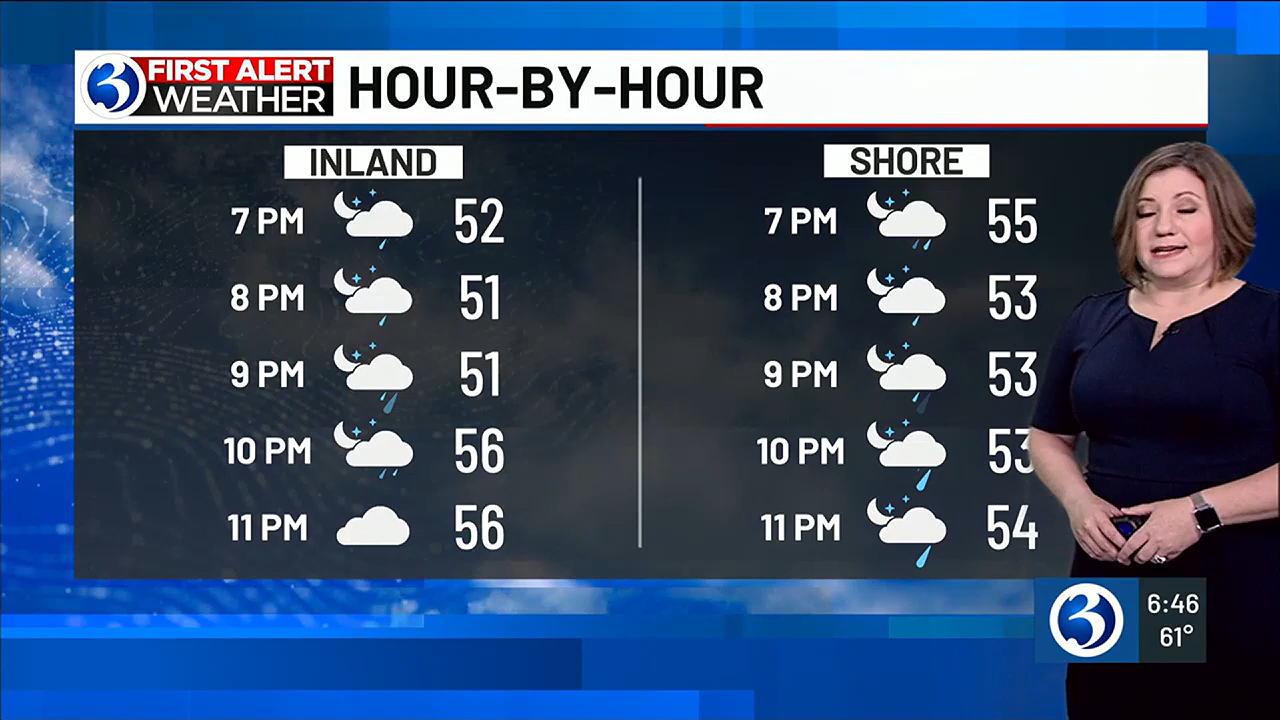 3 FIRST ALERT WEATHER HOUR-BY-HOUR
INLAND
7 PM 52
8 PM 51
9 PM 51
10 PM 56
11 PM 56
SHORE
7 PM 55
8 PM 53
9 PM 53
10 PM 53
11 PM 54
3
6:46
61°